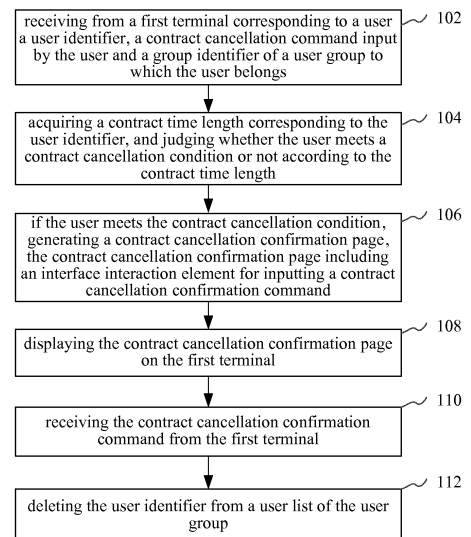 receiving from a first terminal corresponding to a user
a user identifier, a contract cancellation command input
by the user and a group identifier of a user group to
which the user belongs
102
acquiring a contract time length corresponding to the
user identifier, and judging whether the user meets a
contract cancellation condition or not according to the
contract time length
104
if the user meets the contract cancellation condition,
generating a contract cancellation confirmation page,
the contract cancellation confirmation page including
an interface interaction element for inputting a contract
cancellation confirmation command
106
displaying the contract cancellation confirmation page
on the first terminal
108
receiving the contract cancellation confirmation
command from the first terminal
110
deleting the user identifier from a user list of the user
group
112